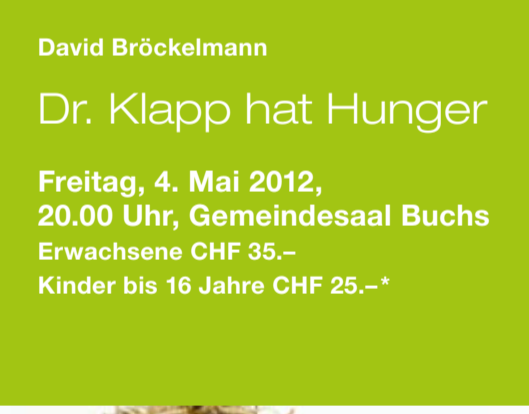 David Bröckelmann
Dr. Klapp hat Hunger
Freitag, 4. Mai 2012,
20.00 Uhr, Gemeindesaal Buchs
Erwachsene CHF 35.–
Kinder bis 16 Jahre CHF 25.–*